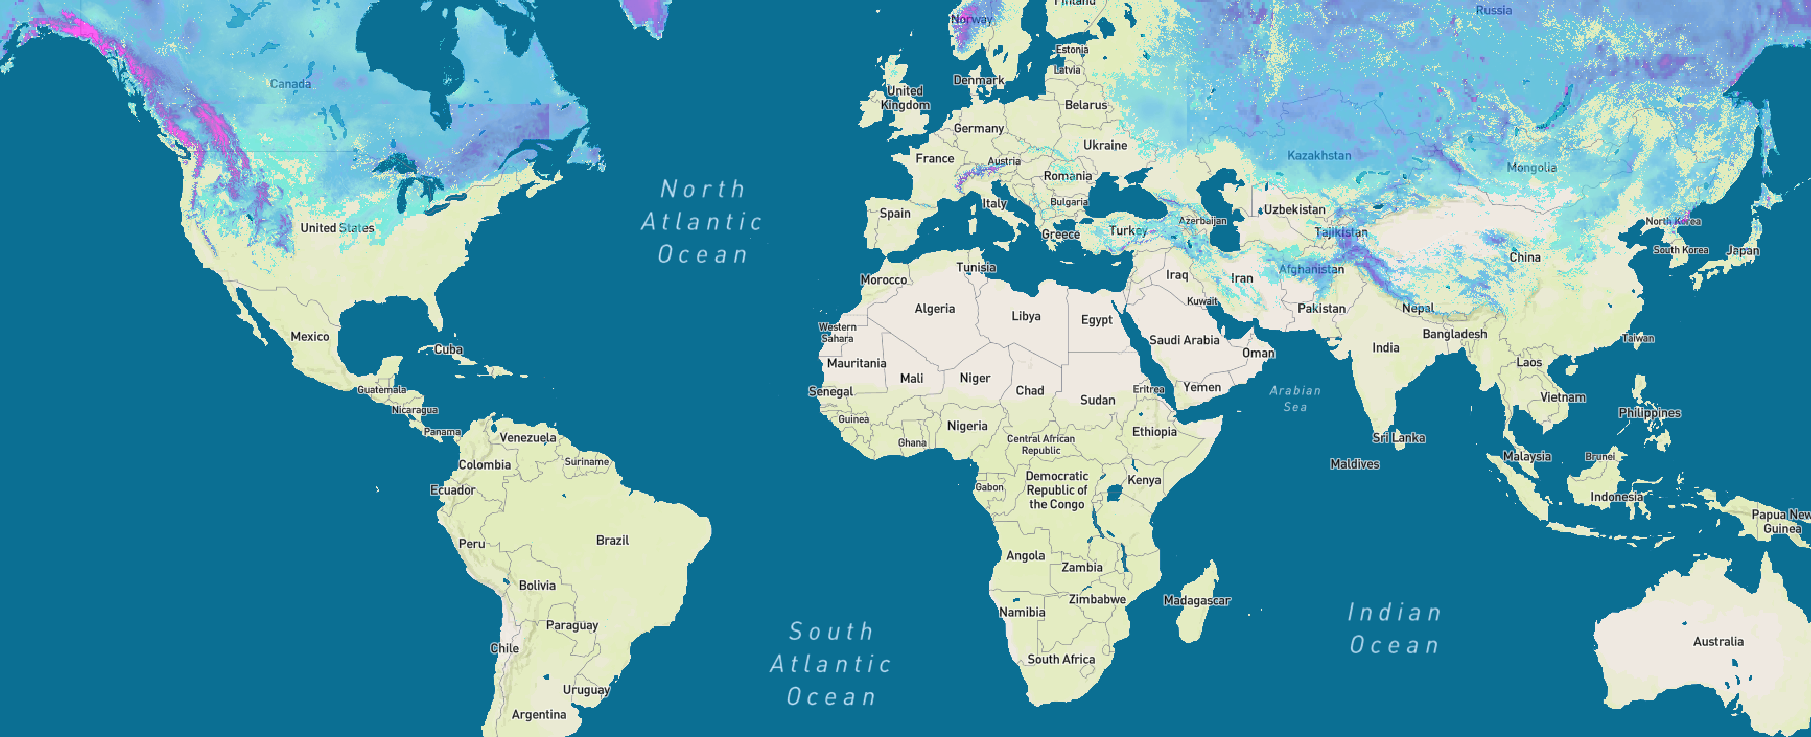 Finland
Russia
Norway
Estonia
Latvia
Denmark
Canada
United
Kingdom
Belarus
Germany
Ukraine
France
Austria
Kazakhstan
Mongolia
Romania
North
Atlantic
Ocean
Bulgaria
Spain
Italy
Uzbekistan
Azerbaijan
North Korea
United States
Greece
Turkey
Tajikistan
South Korea
Japan
China
Tunisia
Afghanistan
Morocco
Iraq
Iran
Kuwait
Algeria
Libya
Egypt
Pakistan
Nepal
Western
Sahara
Mexico
Saudi Arabia
Bangladesh
Taiwan
Cuba
India
Oman
Mauritania
Laos
Mali
Niger
Chad
Guatemala
Senegal
Eritrea
Yemen
Arabian
Sea
Sudan
Vietnam
Nicaragua
Guinea
Philippines
Panama
Nigeria
Ethiopia
Venezuela
Ghana
Central African
Republic
Sri Lanka
Colombia
Suriname
Maldives
Malaysia
Brunei
Ecuador
Gabon
Democratic
Republic of
the Congo
Kenya
Indonesia
Papua New
Guinea
Peru
Brazil
Angola
Zambia
Bolivia
Zimbabwe
Madagascar
Namibia
Indian
Ocean
Paraguay
South
Atlantic
Ocean
Chile
Australia
South Africa
Uruguay
Argentina